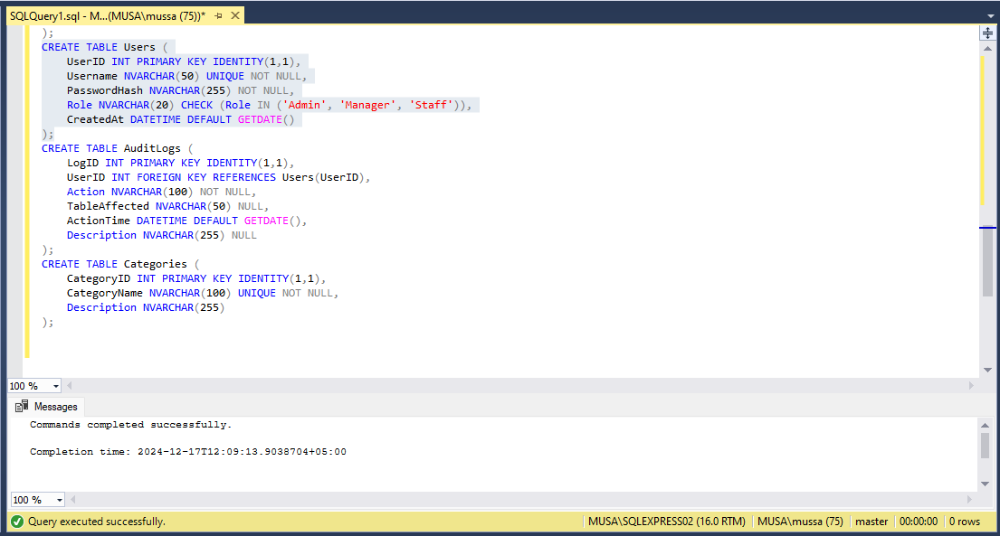 SQLQuery1.sql - M...(MUSA\mussa (75))*
);
CREATE TABLE Users (
    UserID INT PRIMARY KEY IDENTITY(1,1),
    Username NVARCHAR(50) UNIQUE NOT NULL,
    PasswordHash NVARCHAR(255) NOT NULL,
    Role NVARCHAR(20) CHECK (Role IN ('Admin', 'Manager', 'Staff')),
    CreatedAt DATETIME DEFAULT GETDATE()
);
CREATE TABLE AuditLogs (
    LogID INT PRIMARY KEY IDENTITY(1,1),
    UserID INT FOREIGN KEY REFERENCES Users(UserID),
    Action NVARCHAR(100) NOT NULL,
    TableAffected NVARCHAR(50) NULL,
    ActionTime DATETIME DEFAULT GETDATE(),
    Description NVARCHAR(255) NULL
);
CREATE TABLE Categories (
    CategoryID INT PRIMARY KEY IDENTITY(1,1),
    CategoryName NVARCHAR(100) UNIQUE NOT NULL,
    Description NVARCHAR(255)
);
100 %
Messages
Commands completed successfully.
Completion time: 2024-12-17T12:09:13.9038704+05:00
100 %
Query executed successfully. MUSA\SQLEXPRESS02 (16.0 RTM) MUSA\mussa (75) master 00:00:00 0 rows